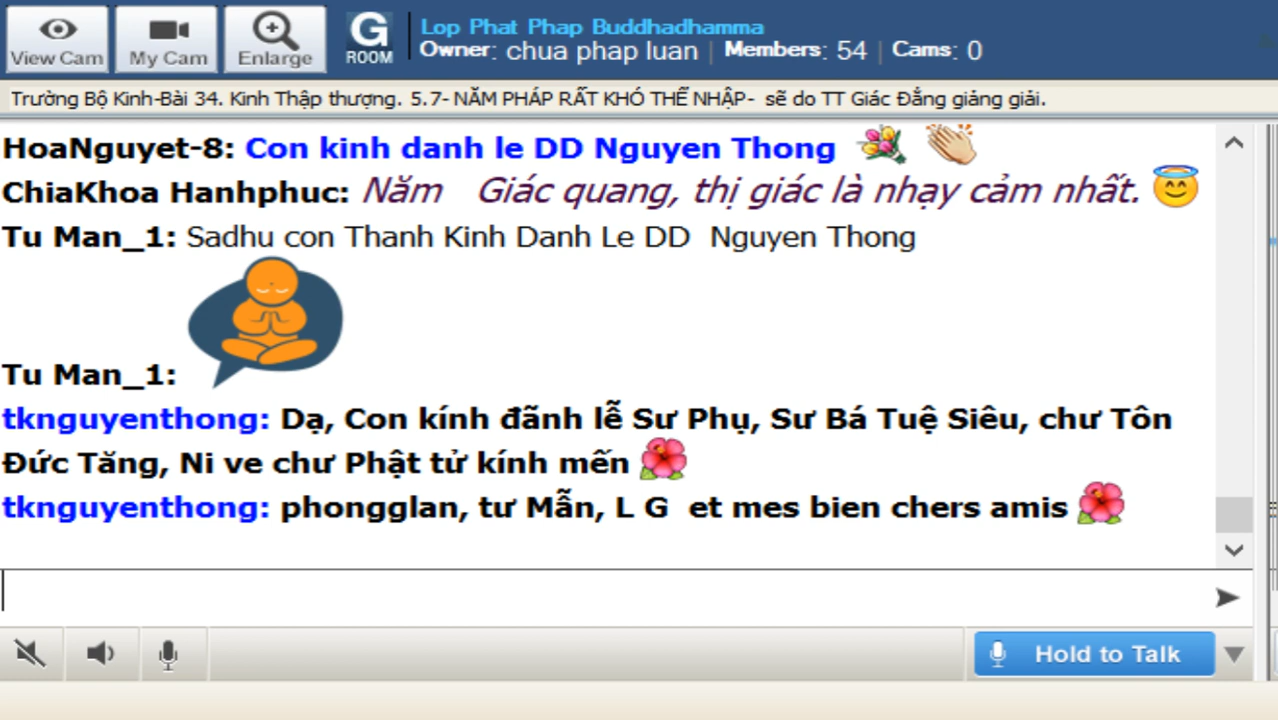 View Cam
My Cam
Enlarge
G
ROOM
Lop Phat Phap Buddhadhamma
Owner: chua phap luan | Members: 54 | Cams: 0
Trường Bộ Kinh-Bài 34. Kinh Thập thượng. 5.7- NĂM PHÁP RẤT KHÓ THỂ NHẬP- sẽ do TT Giác Đẳng giảng giải.
HoaNguyet-8: Con kinh danh le DD Nguyen Thong
ChiaKhoa Hanhphuc: Năm Giác quang, thị giác là nhạy cảm nhất.
Tu Man_1: Sadhu con Thanh Kinh Danh Le DD Nguyen Thong
Tu Man_1:
tknguyenthong: Dạ, Con kính đãnh lễ Sư Phụ, Sư Bá Tuệ Siêu, chư Tôn
Đức Tăng, Ni ve chư Phật tử kính mến
tknguyenthong: phongglan, tư Mẫn, L G et mes bien chers amis
Hold to Talk